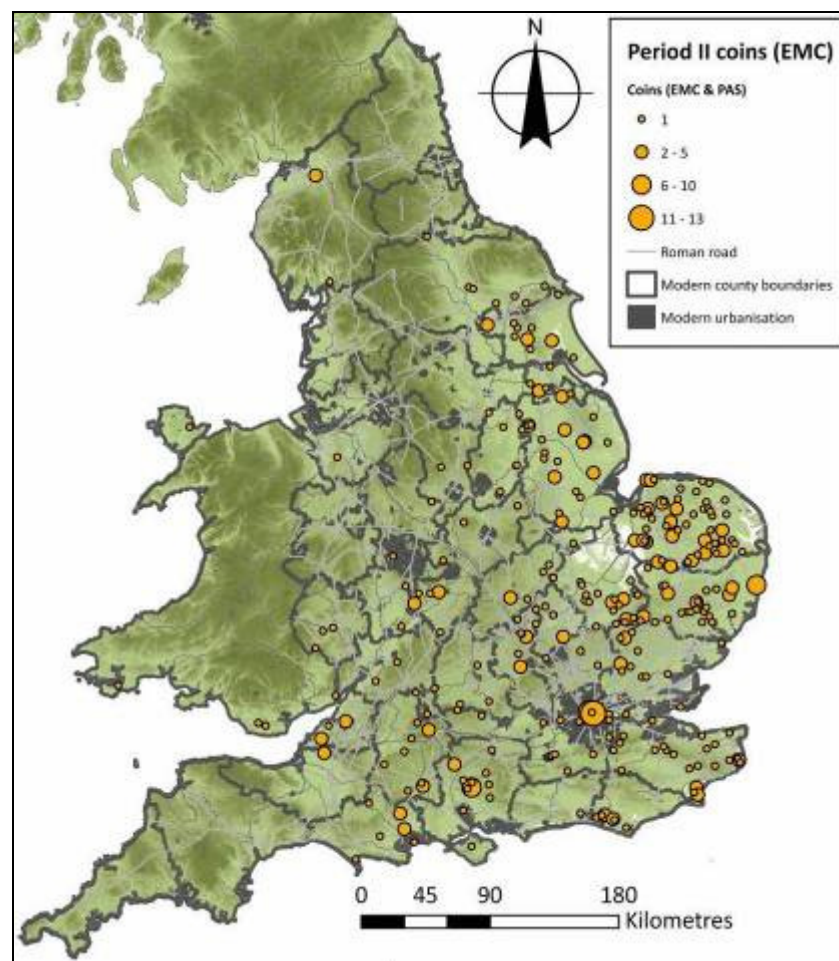 N
Period II coins (EMC)
Coins (EMC & PAS)
1
2 - 5
6 - 10
11 - 13
Roman road
Modern county boundaries
Modern urbanisation
0 45 90 180
Kilometres